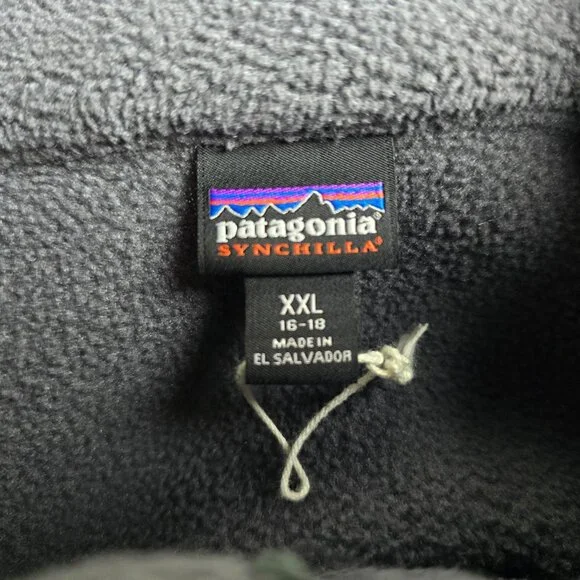 patagonia®
SYNCHILLA®
XXL
16-18
MADE IN
EL SALVADOR